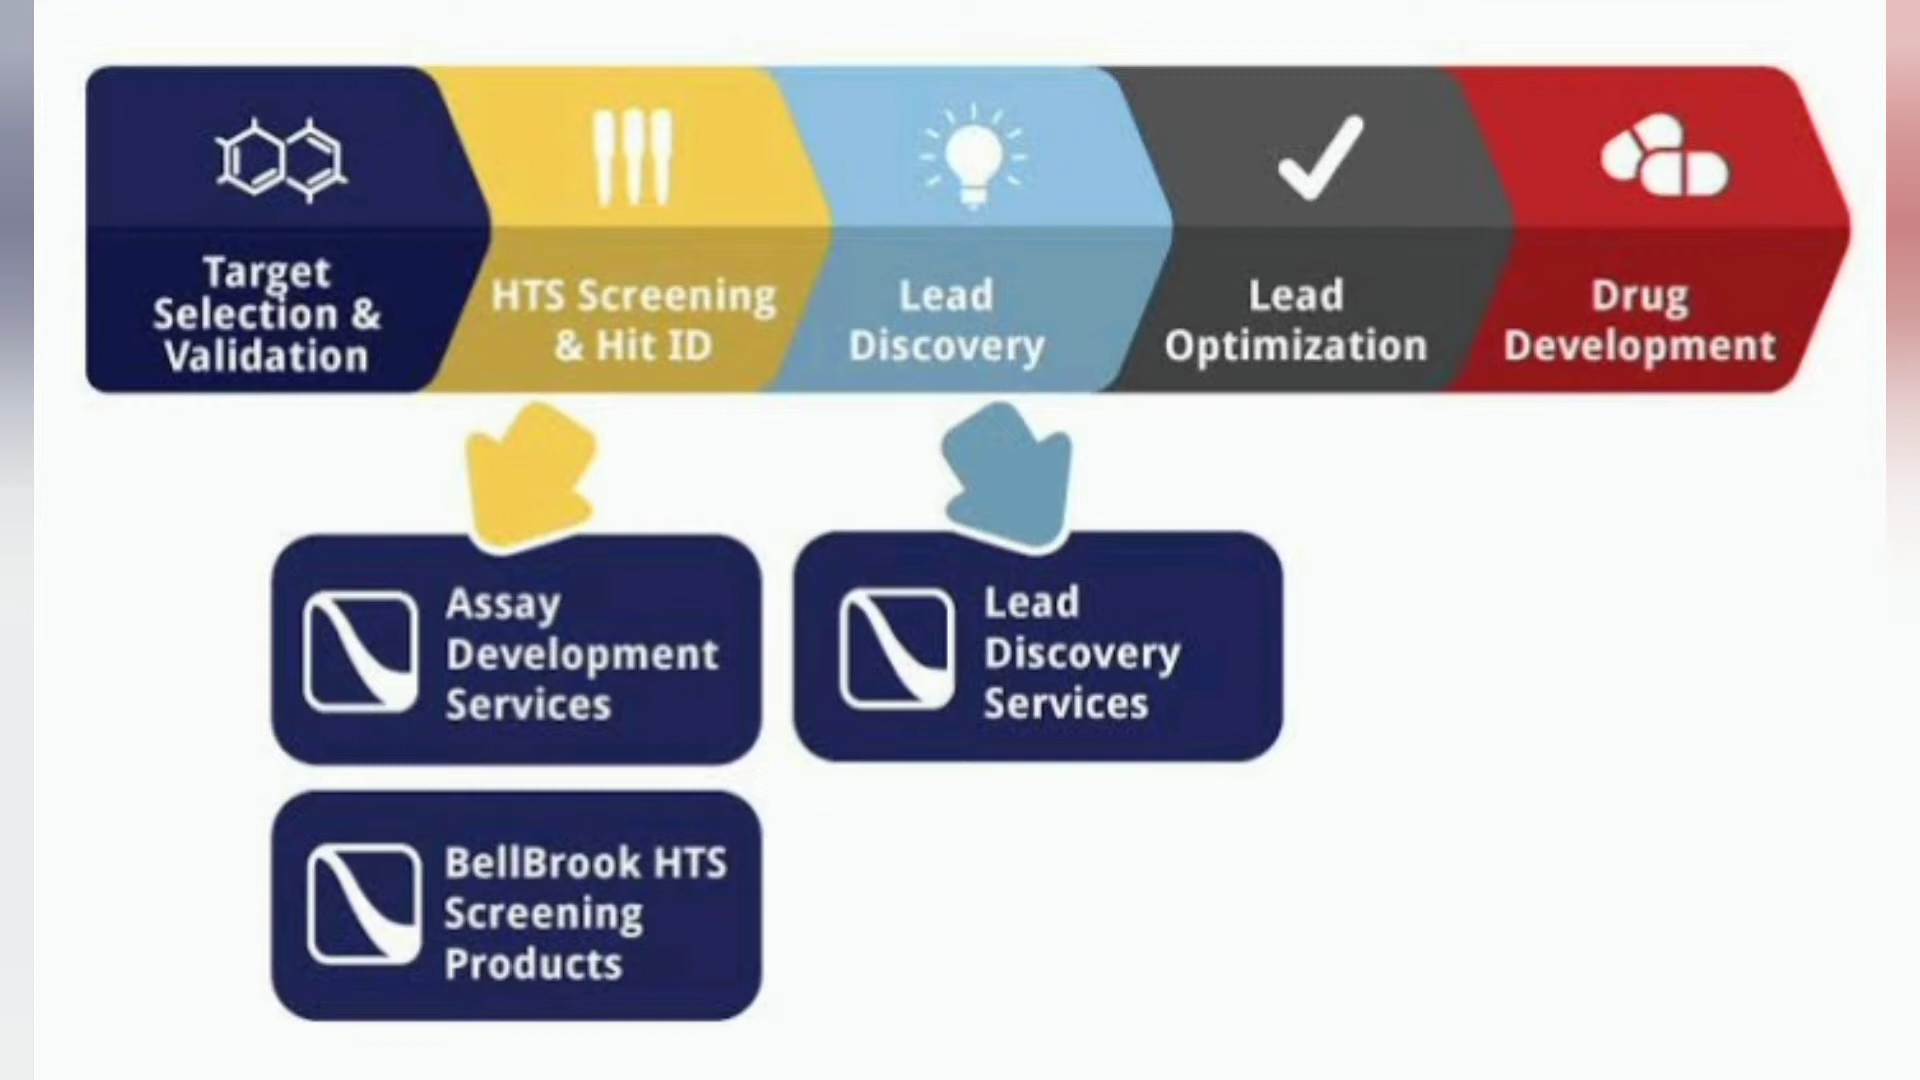 Target
Selection &
Validation
HTS Screening
& Hit ID
Lead
Discovery
Lead
Optimization
Drug
Development
Assay
Development
Services
Lead
Discovery
Services
BellBrook HTS
Screening
Products